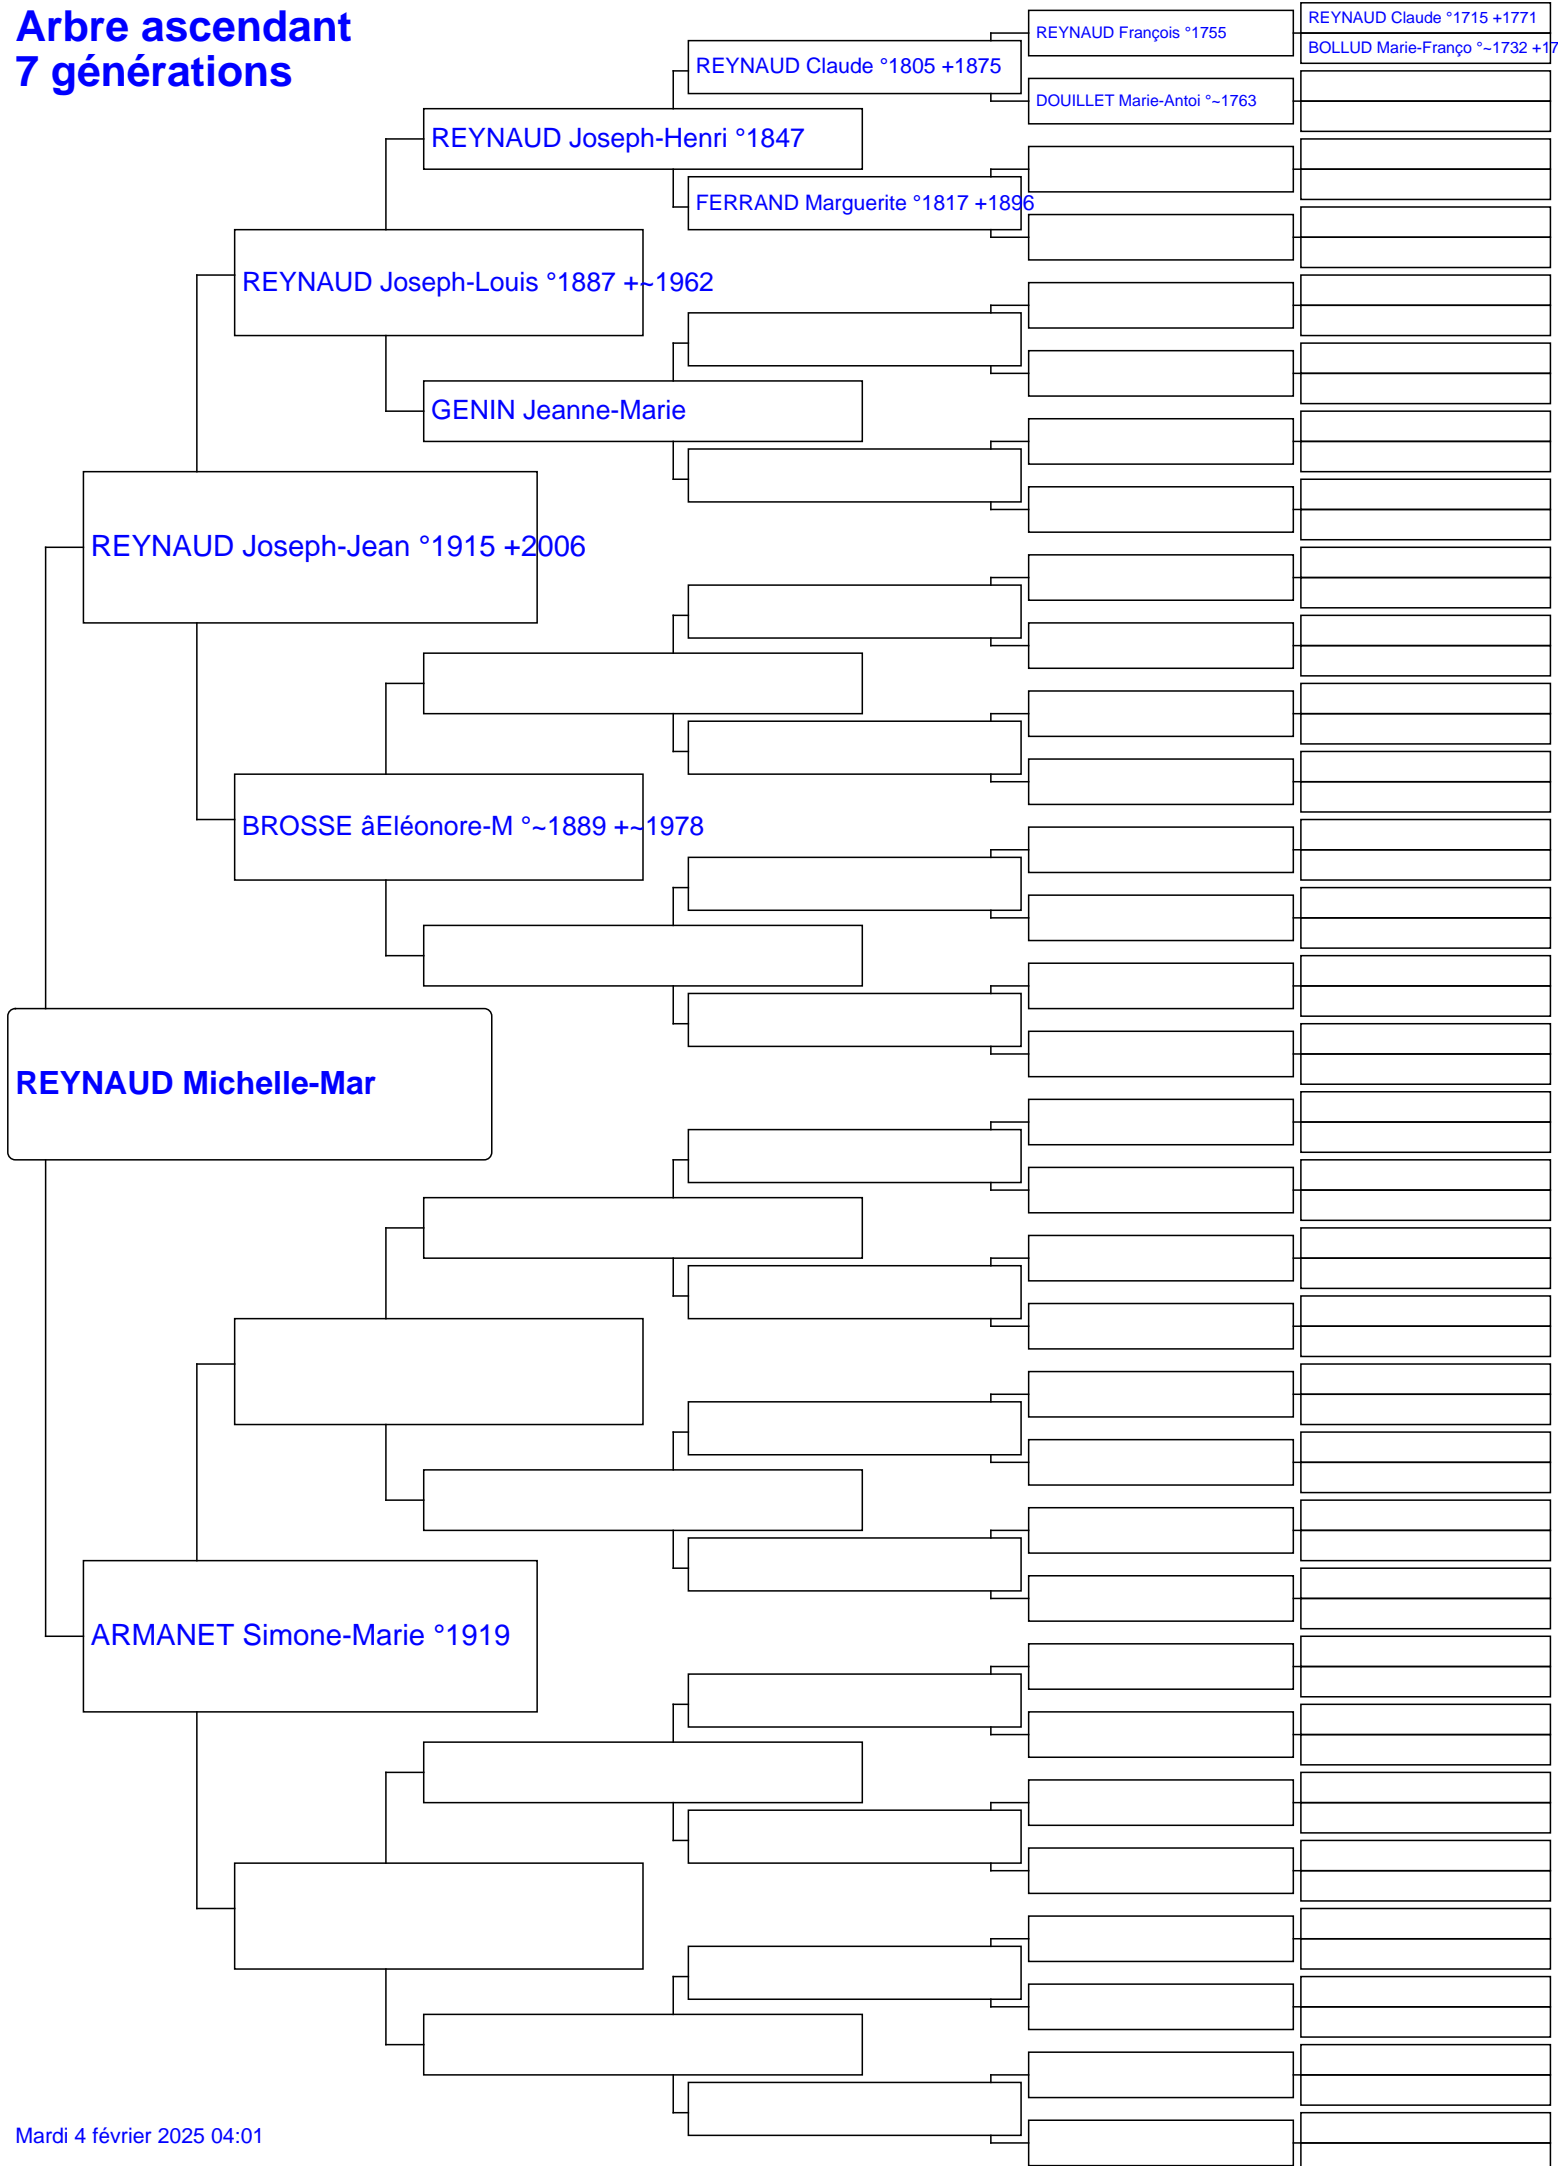 Arbre ascendant
7 générations
REYNAUD Claude °1715 +1771
REYNAUD François °1755
BOLLUD Marie-Franço °~1732 +17
REYNAUD Claude °1805 +1875
DOUILLET Marie-Antoi °~1763
REYNAUD Joseph-Henri °1847
FERRAND Marguerite °1817 +1896
REYNAUD Joseph-Louis °1887 +~1962
GENIN Jeanne-Marie
REYNAUD Joseph-Jean °1915 +2006
BROSSE âEléonore-M °~1889 +~1978
REYNAUD Michelle-Mar
ARMANET Simone-Marie °1919
Mardi 4 février 2025 04:01